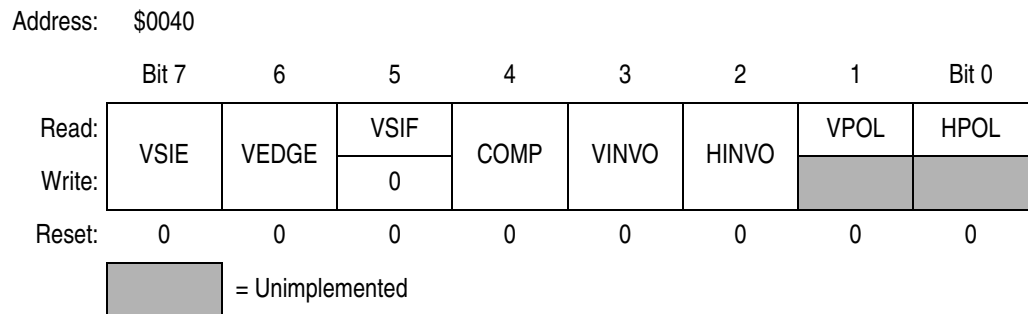 Address: $0040
Bit 7 6 5 4 3 2 1 Bit 0
Read: VSIE VEDGE VSIF COMP VINVO HINVO VPOL HPOL
Write: 0
Reset: 0 0 0 0 0 0 0 0
= Unimplemented